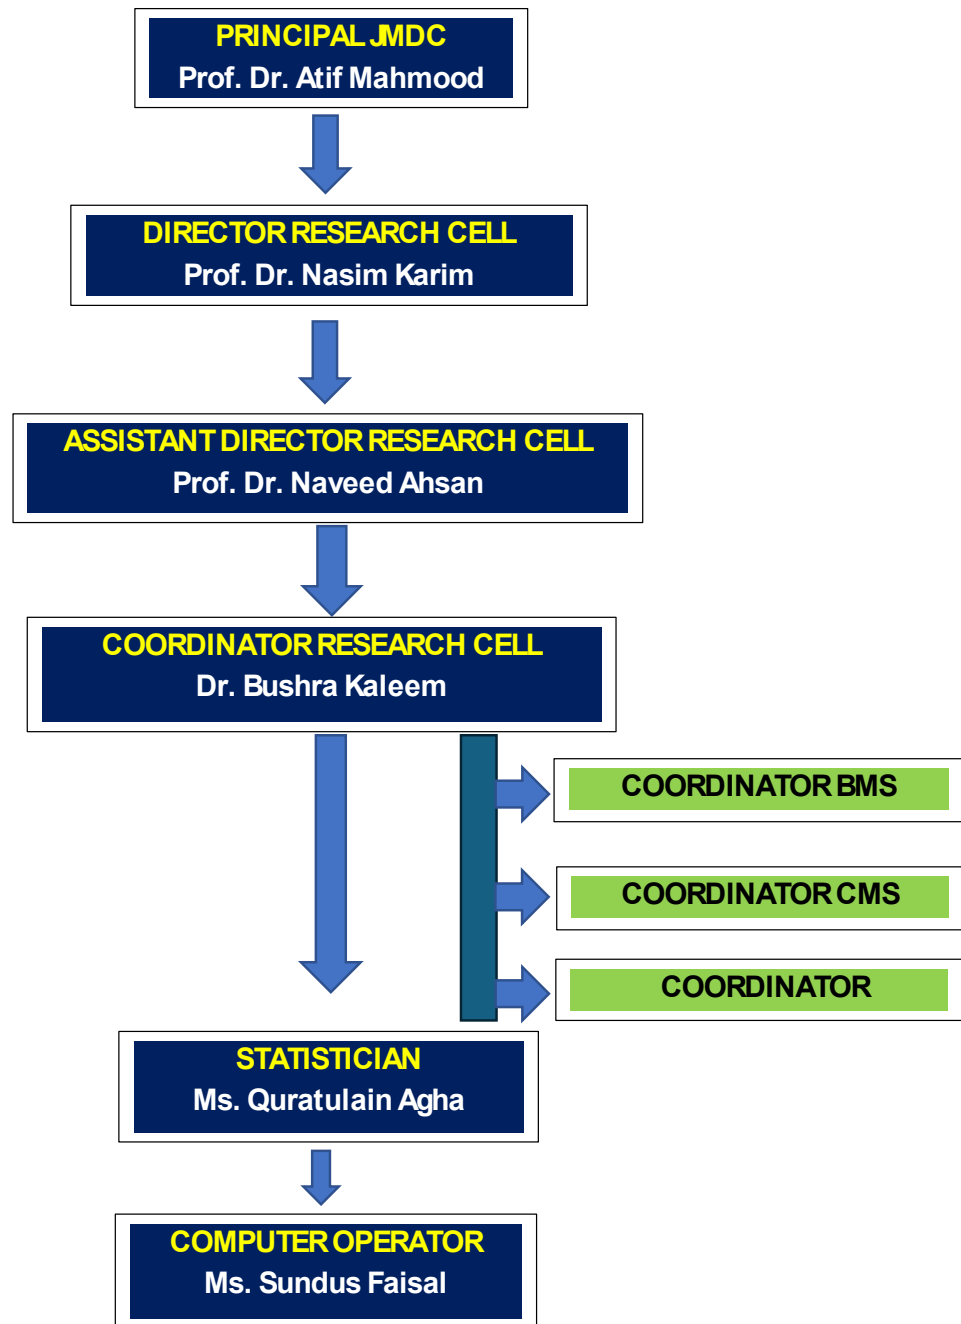 PRINCIPAL JMDC
Prof. Dr. Atif Mahmood
DIRECTOR RESEARCH CELL
Prof. Dr. Nasim Karim
ASSISTANT DIRECTOR RESEARCH CELL
Prof. Dr. Naveed Ahsan
COORDINATOR RESEARCH CELL
Dr. Bushra Kaleem
COORDINATOR BMS
COORDINATOR CMS
COORDINATOR
STATISTICIAN
Ms. Quratulain Agha
COMPUTER OPERATOR
Ms. Sundus Faisal